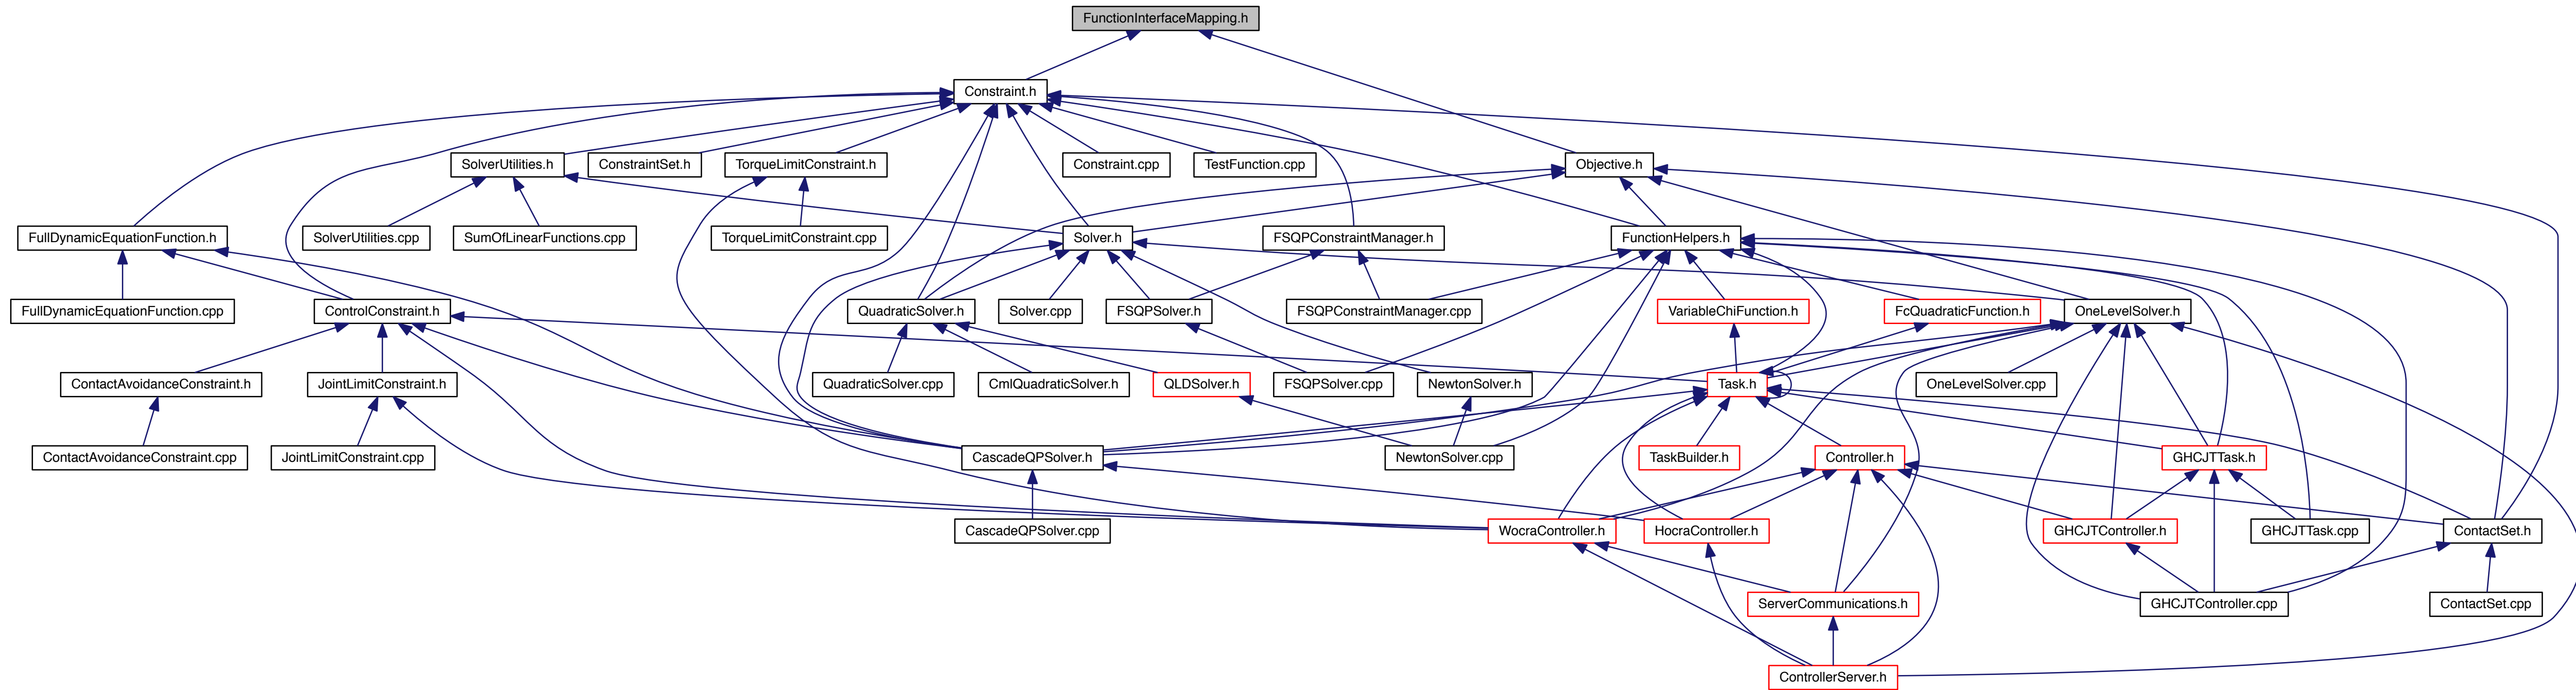 FunctionInterfaceMapping.h
Constraint.h
SolverUtilities.h
ConstraintSet.h
TorqueLimitConstraint.h
Constraint.cpp
TestFunction.cpp
Objective.h
FullDynamicEquationFunction.h
SolverUtilities.cpp
SumOfLinearFunctions.cpp
TorqueLimitConstraint.cpp
Solver.h
FSQPConstraintManager.h
FunctionHelpers.h
FullDynamicEquationFunction.cpp
ControlConstraint.h
QuadraticSolver.h
Solver.cpp
FSQPSolver.h
FSQPConstraintManager.cpp
VariableChiFunction.h
FcQuadraticFunction.h
OneLevelSolver.h
ContactAvoidanceConstraint.h
JointLimitConstraint.h
QuadraticSolver.cpp
CmlQuadraticSolver.h
QLDSolver.h
FSQPSolver.cpp
NewtonSolver.h
Task.h
OneLevelSolver.cpp
ContactAvoidanceConstraint.cpp
JointLimitConstraint.cpp
CascadeQPSolver.h
NewtonSolver.cpp
TaskBuilder.h
Controller.h
GHCJTTask.h
CascadeQPSolver.cpp
WocraController.h
HocraController.h
GHCJTController.h
GHCJTTask.cpp
ContactSet.h
ServerCommunications.h
GHCJTController.cpp
ContactSet.cpp
ControllerServer.h